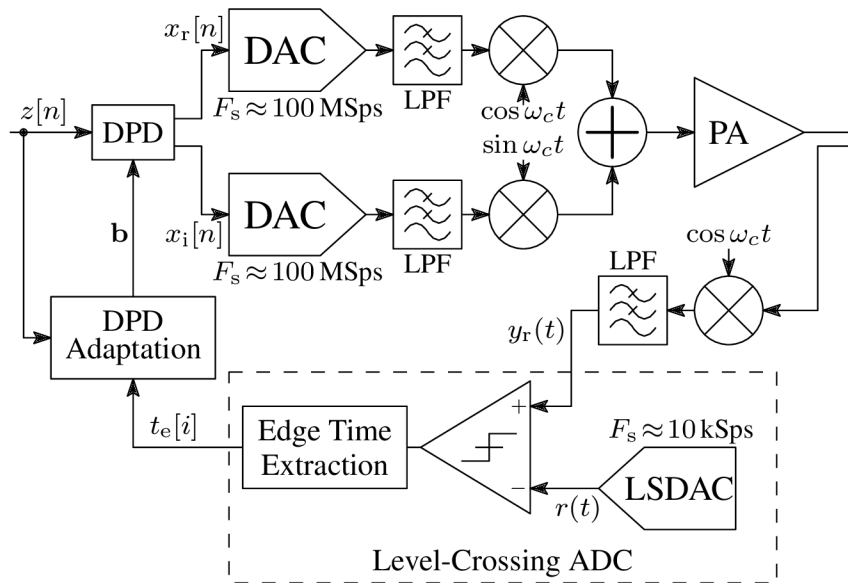 x_r[n]
DAC
LPF
F_s ≈ 100 MSps
cos ω_c t
z[n]
DPD
sin ω_c t
PA
b
x_i[n]
DAC
LPF
F_s ≈ 100 MSps
cos ω_c t
LPF
DPD
Adaptation
y_r(t)
t_e[i]
Edge Time
Extraction
+
−
F_s ≈ 10 kSps
LSDAC
r(t)
Level-Crossing ADC